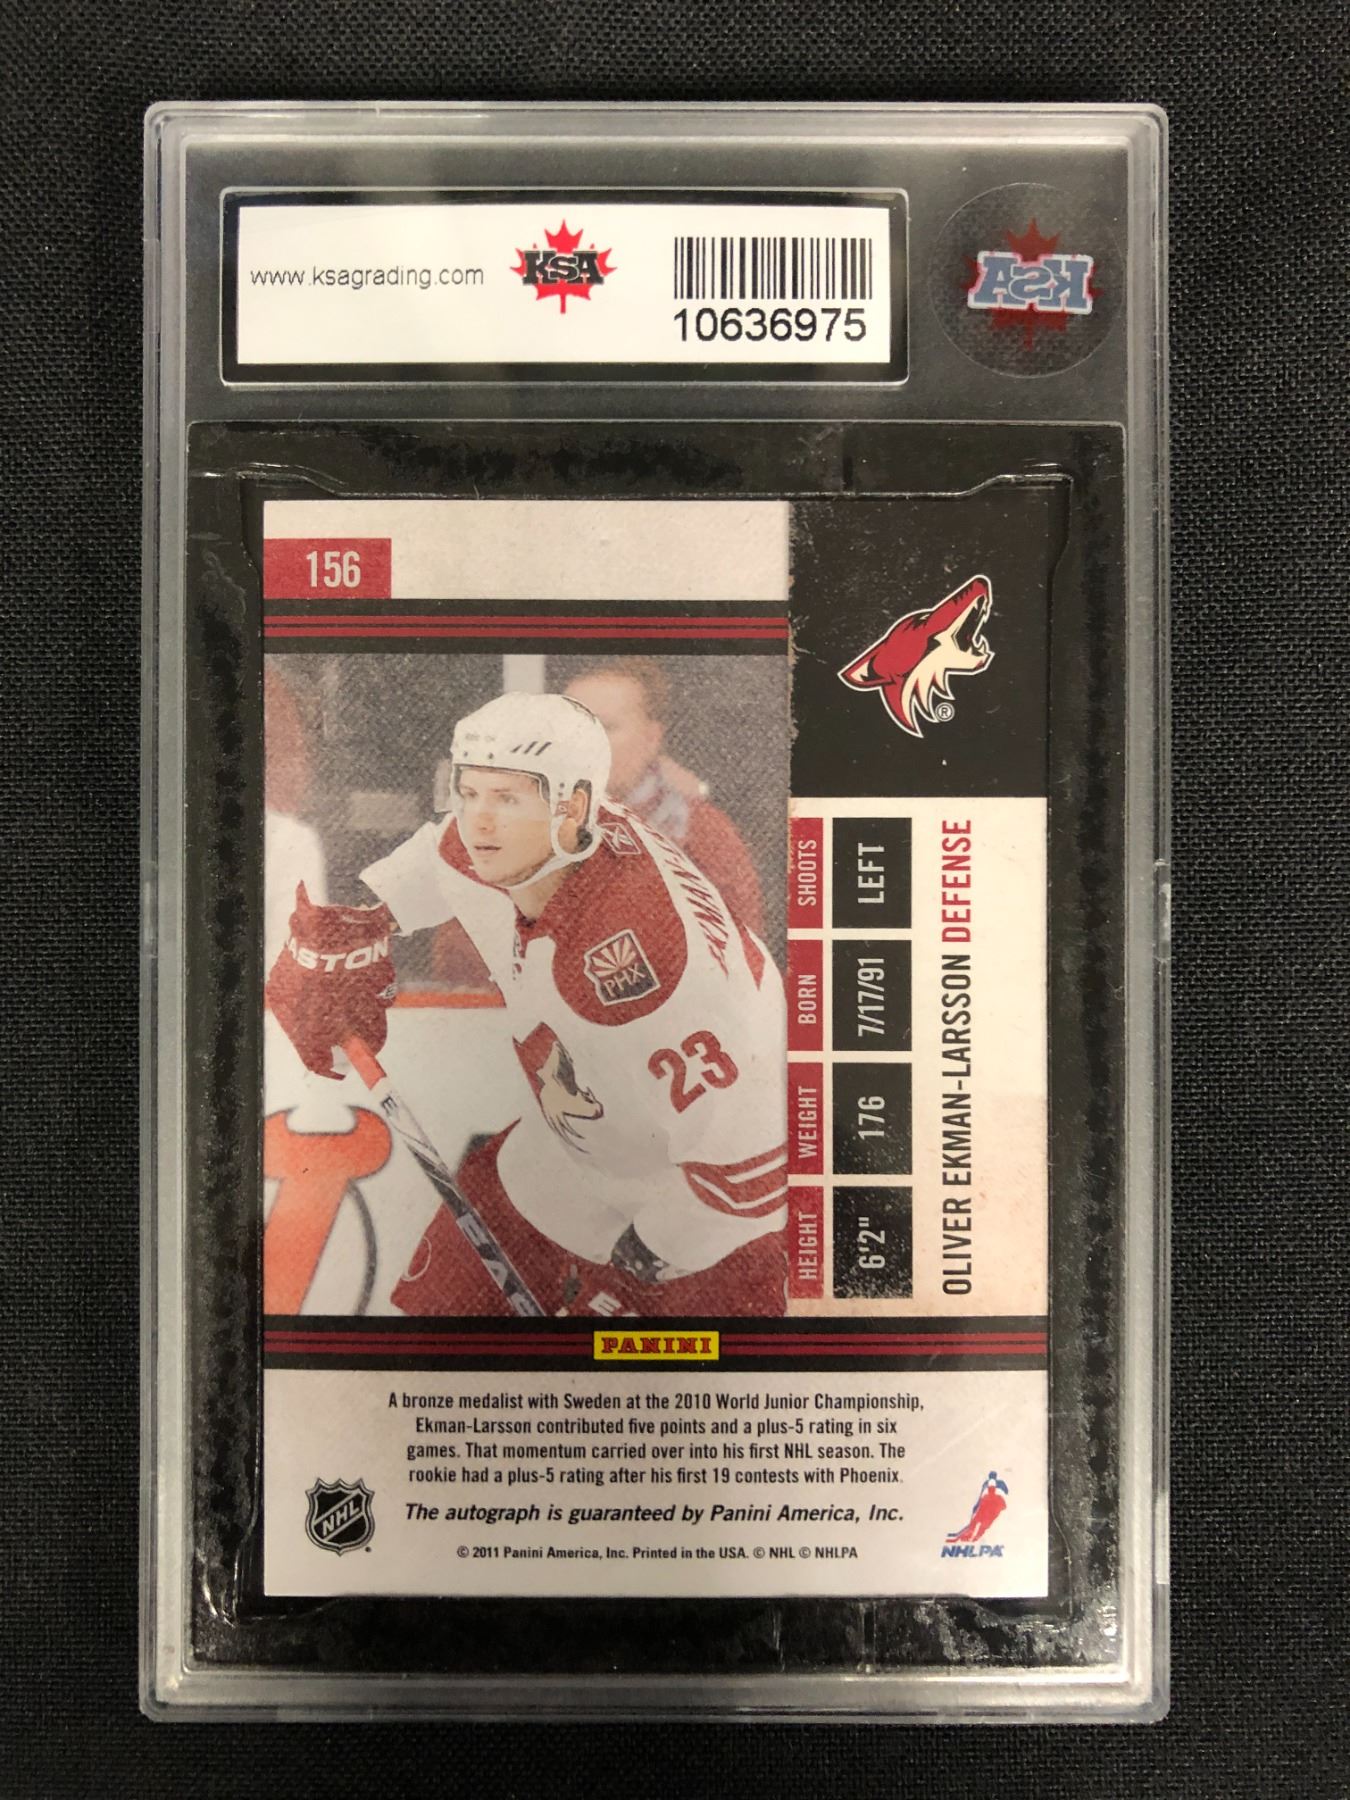 www.ksagrading.com
KSA
10636975
KSA
156
EASTON
PHX
23
SHOOTS
LEFT
BORN
7/17/91
WEIGHT
176
HEIGHT
6'2"
OLIVER EKMAN-LARSSON DEFENSE
PANINI
A bronze medalist with Sweden at the 2010 World Junior Championship,
Ekman-Larsson contributed five points and a plus-5 rating in six
games. That momentum carried over into his first NHL season. The
rookie had a plus-5 rating after his first 19 contests with Phoenix.
The autograph is guaranteed by Panini America, Inc.
© 2011 Panini America, Inc. Printed in the USA. © NHL © NHLPA
NHL
NHLPA